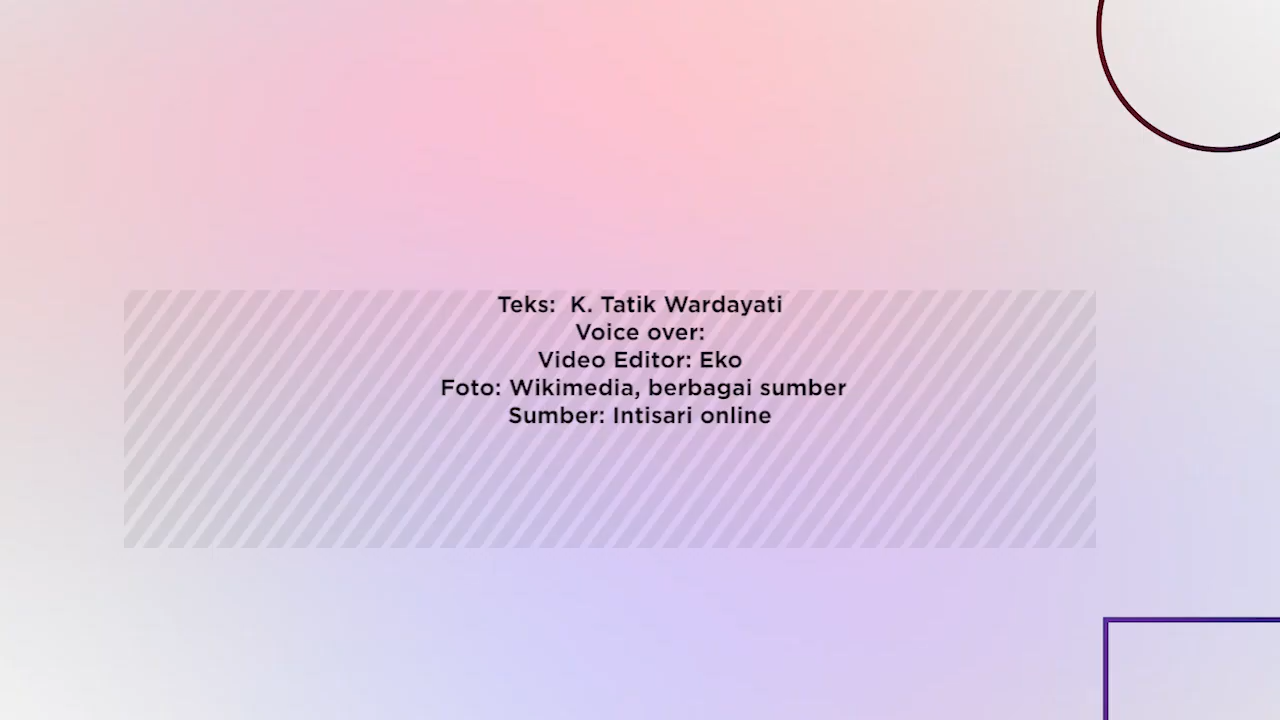 Teks:  K. Tatik Wardayati
Voice over:
Video Editor: Eko
Foto: Wikimedia, berbagai sumber
Sumber: Intisari online